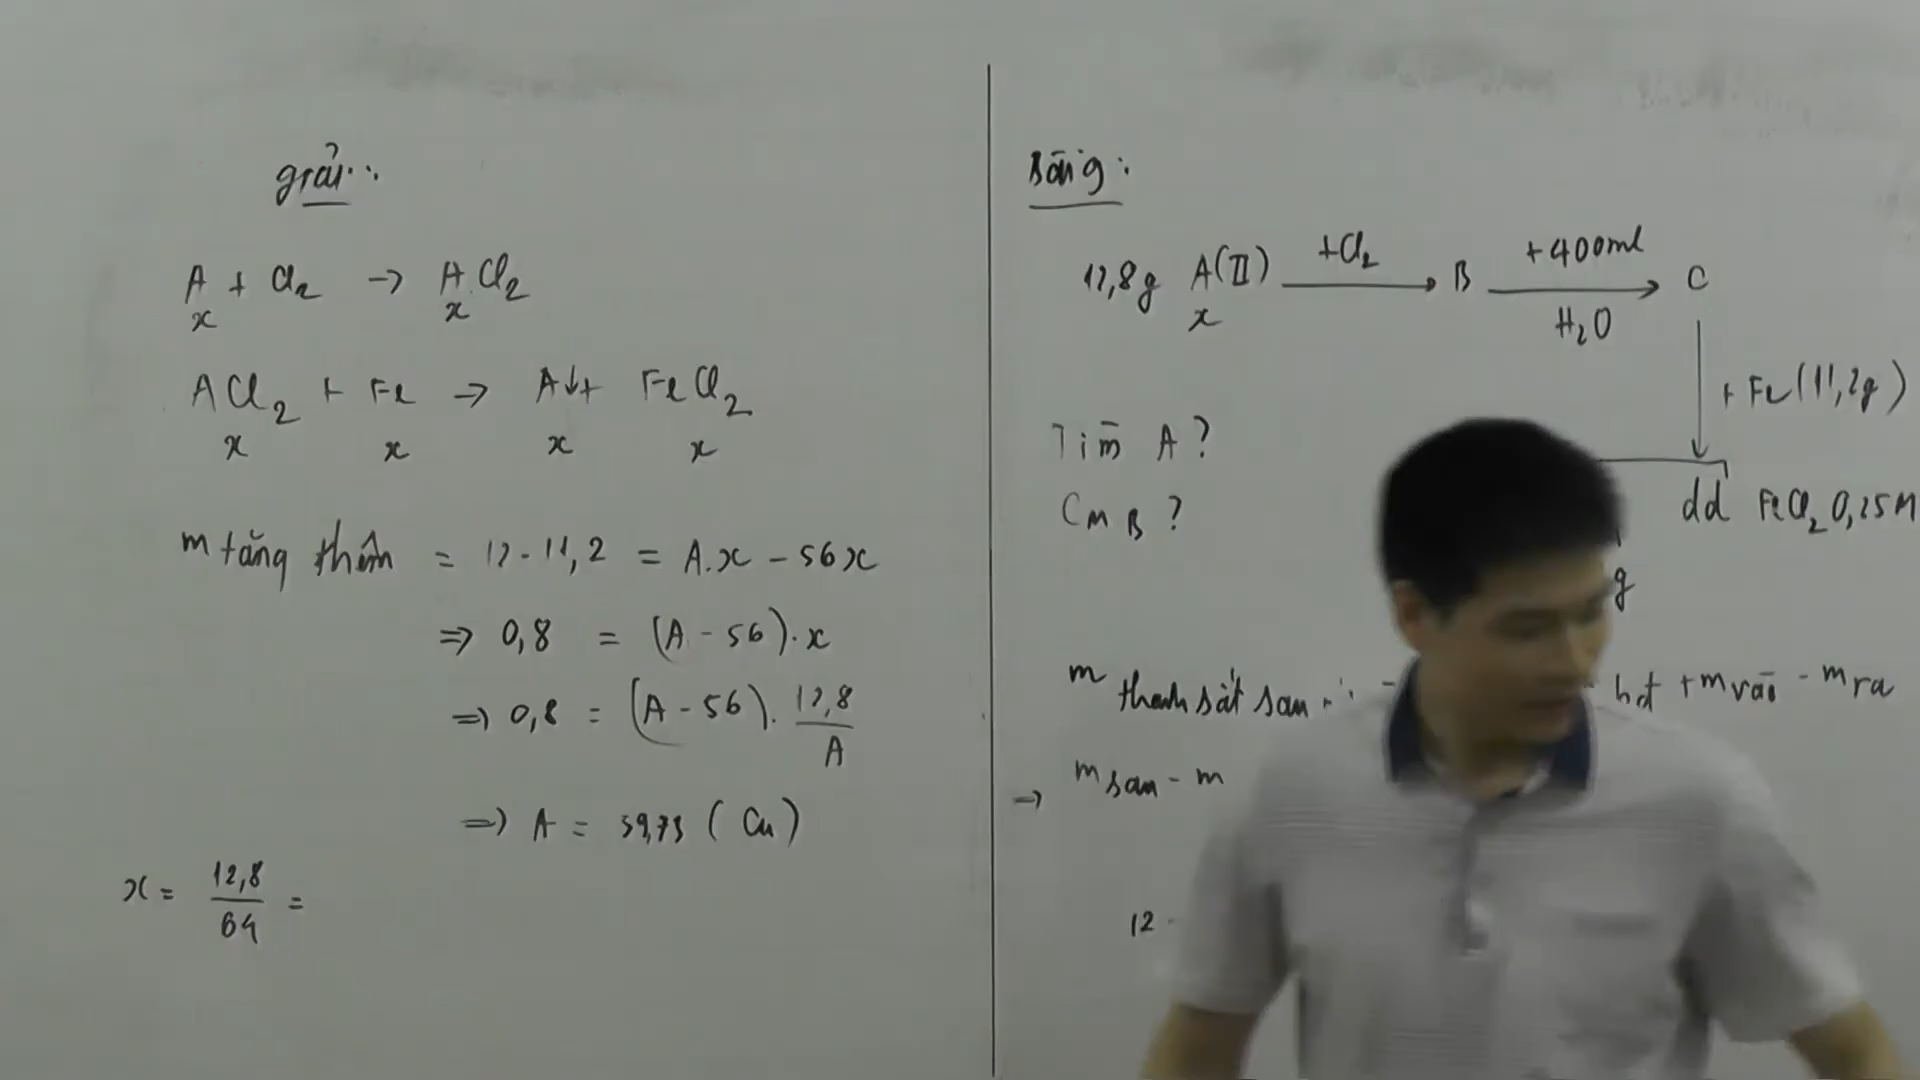 giải:
A + Cl2 → ACl2
x x
ACl2 + Fe → A↓ + FeCl2
x x x x
m tăng thêm = 12 - 11,2 = A.x - 56x
=> 0,8 = (A - 56).x
=> 0,8 = (A - 56). 12,8 / A
=> A = 59,73 (Cu)
x = 12,8 / 64 =
12,8g A(II) +Cl2 → B +400ml H2O → C
x
+ Fe (11,2g)
Tìm A?
CM B ?
dd FeCl2 0,25M
g
m thanh sắt sau
+ m vào - m ra
=> m sau - m
12 -